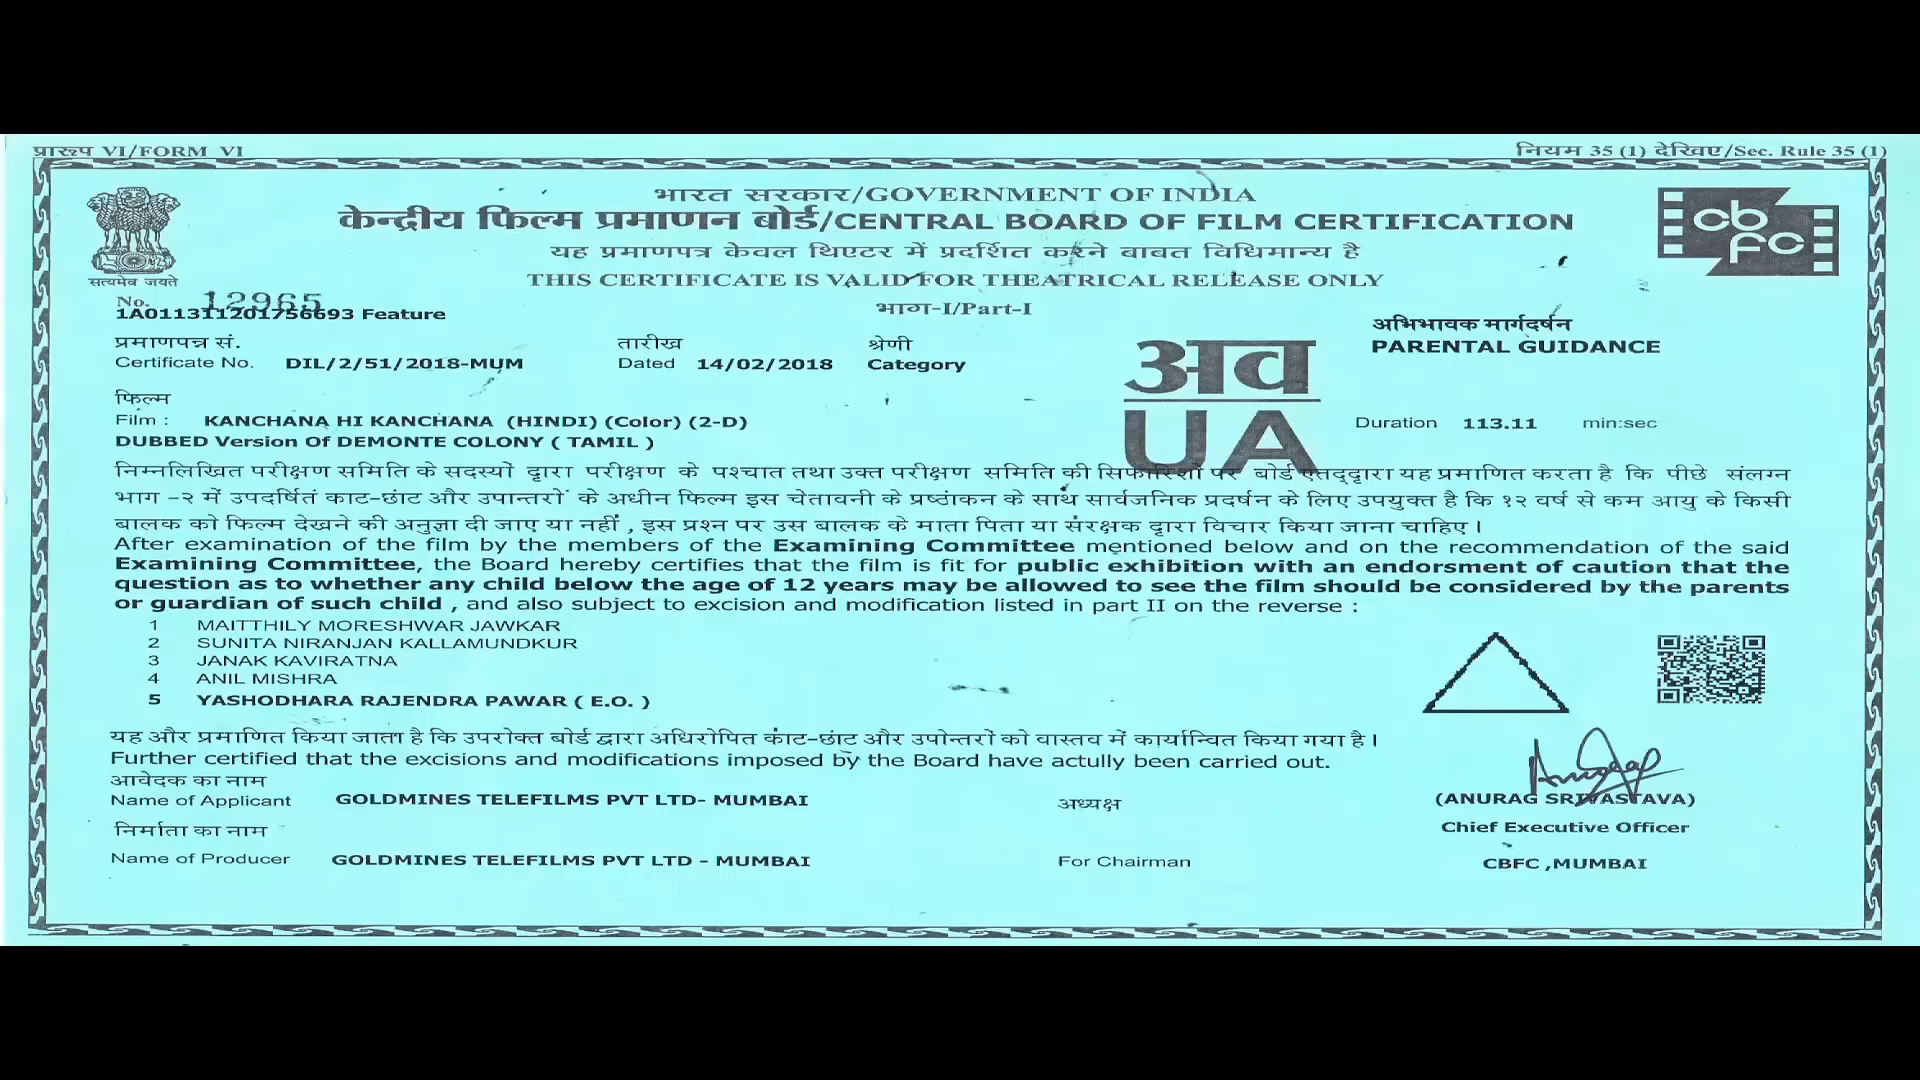 प्रारूप VI/FORM VI
नियम 35 (1) देखिए/Sec. Rule 35 (1)
भारत सरकार/GOVERNMENT OF INDIA
केन्द्रीय फिल्म प्रमाणन बोर्ड/CENTRAL BOARD OF FILM CERTIFICATION
cb
fc
यह प्रमाणपत्र केवल थिएटर में प्रदर्शित करने बाबत विधिमान्य है
THIS CERTIFICATE IS VALID FOR THEATRICAL RELEASE ONLY
सत्यमेव जयते
No. 12965
भाग-I/Part-I
1A011311201756693 Feature
अभिभावक मार्गदर्शन
PARENTAL GUIDANCE
प्रमाणपत्र सं. तारीख श्रेणी
Certificate No. DIL/2/51/2018-MUM Dated 14/02/2018 Category
अव
UA
फिल्म
Film : KANCHANA HI KANCHANA (HINDI) (Color) (2-D)
Duration 113.11 min:sec
DUBBED Version Of DEMONTE COLONY ( TAMIL )
निम्नलिखित परीक्षण समिति के सदस्यों द्वारा परीक्षण के पश्चात तथा उक्त परीक्षण समिति की सिफारिशों पर बोर्ड एतद्द्वारा यह प्रमाणित करता है कि पीछे संलग्न
भाग -२ में उपदर्षित काट-छांट और उपान्तरों के अधीन फिल्म इस चेतावनी के प्रष्ठांकन के साथ सार्वजनिक प्रदर्षन के लिए उपयुक्त है कि १२ वर्ष से कम आयु के किसी
बालक को फिल्म देखने की अनुज्ञा दी जाए या नहीं , इस प्रश्न पर उस बालक के माता पिता या संरक्षक द्वारा विचार किया जाना चाहिए ।
After examination of the film by the members of the Examining Committee mentioned below and on the recommendation of the said
Examining Committee, the Board hereby certifies that the film is fit for public exhibition with an endorsment of caution that the
question as to whether any child below the age of 12 years may be allowed to see the film should be considered by the parents
or guardian of such child , and also subject to excision and modification listed in part II on the reverse :
1 MAITTHILY MORESHWAR JAWKAR
2 SUNITA NIRANJAN KALLAMUNDKUR
3 JANAK KAVIRATNA
4 ANIL MISHRA
5 YASHODHARA RAJENDRA PAWAR ( E.O. )
यह और प्रमाणित किया जाता है कि उपरोक्त बोर्ड द्वारा अधिरोपित काट-छांट और उपोन्तरों को वास्तव में कार्यान्वित किया गया है ।
Further certified that the excisions and modifications imposed by the Board have actully been carried out.
आवेदक का नाम
Name of Applicant GOLDMINES TELEFILMS PVT LTD- MUMBAI
अध्यक्ष
(ANURAG SRIVASTAVA)
निर्माता का नाम
Chief Executive Officer
Name of Producer GOLDMINES TELEFILMS PVT LTD - MUMBAI
For Chairman
CBFC ,MUMBAI